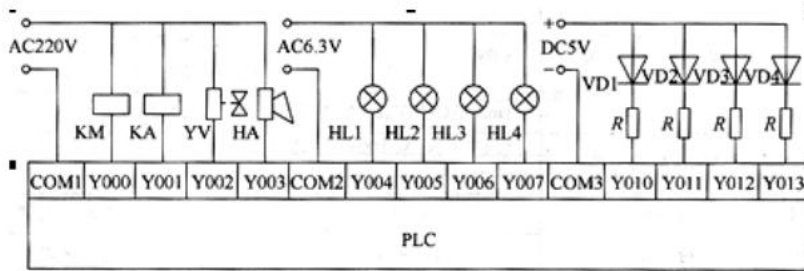 AC220V AC6.3V + DC5V −
KM KA YV HA HL1 HL2 HL3 HL4 VD1 VD2 VD3 VD4
R R R R
COM1 Y000 Y001 Y002 Y003 COM2 Y004 Y005 Y006 Y007 COM3 Y010 Y011 Y012 Y013
PLC